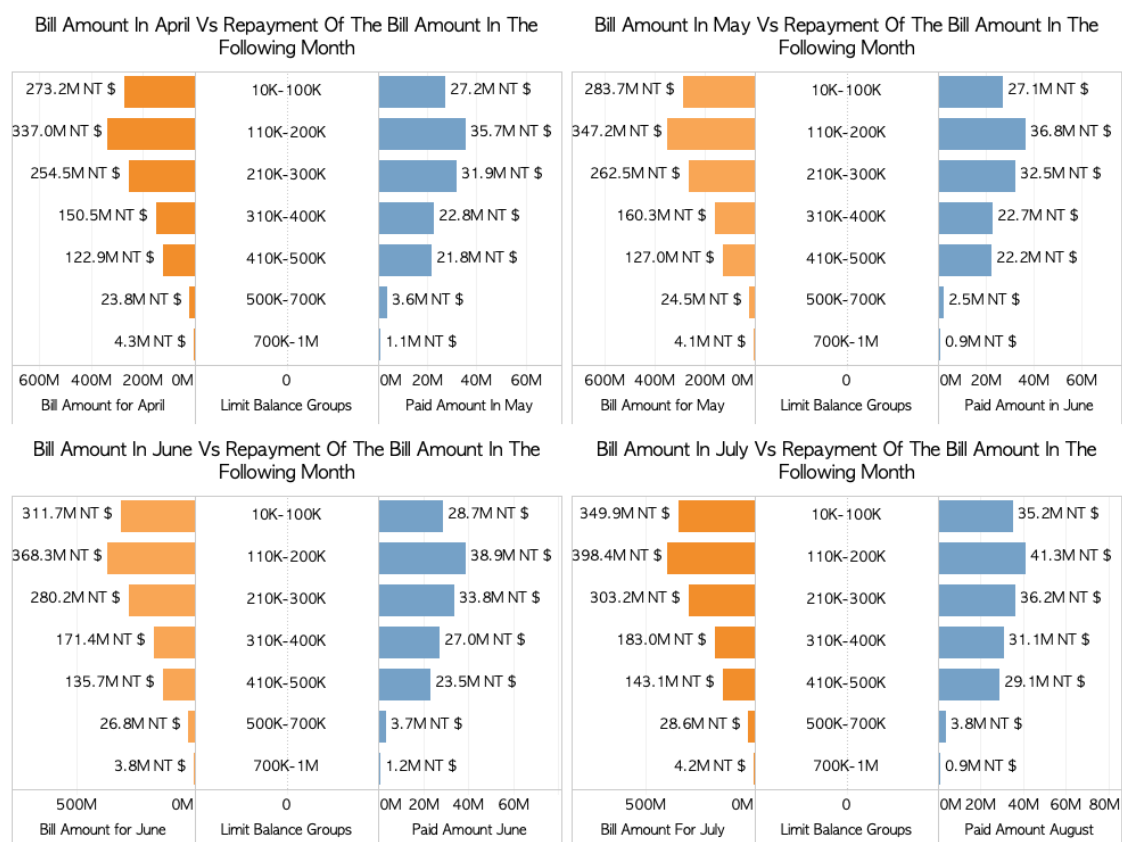 Bill Amount In April Vs Repayment Of The Bill Amount In The
Following Month
273.2M NT $ 10K-100K 27.2M NT $
337.0M NT $ 110K-200K 35.7M NT $
254.5M NT $ 210K-300K 31.9M NT $
150.5M NT $ 310K-400K 22.8M NT $
122.9M NT $ 410K-500K 21.8M NT $
23.8M NT $ 500K-700K 3.6M NT $
4.3M NT $ 700K-1M 1.1M NT $
600M 400M 200M 0M 0 0M 20M 40M 60M
Bill Amount for April Limit Balance Groups Paid Amount In May
Bill Amount In May Vs Repayment Of The Bill Amount In The
Following Month
283.7M NT $ 10K-100K 27.1M NT $
347.2M NT $ 110K-200K 36.8M NT $
262.5M NT $ 210K-300K 32.5M NT $
160.3M NT $ 310K-400K 22.7M NT $
127.0M NT $ 410K-500K 22.2M NT $
24.5M NT $ 500K-700K 2.5M NT $
4.1M NT $ 700K-1M 0.9M NT $
600M 400M 200M 0M 0 0M 20M 40M 60M
Bill Amount for May Limit Balance Groups Paid Amount in June
Bill Amount In June Vs Repayment Of The Bill Amount In The
Following Month
311.7M NT $ 10K-100K 28.7M NT $
368.3M NT $ 110K-200K 38.9M NT $
280.2M NT $ 210K-300K 33.8M NT $
171.4M NT $ 310K-400K 27.0M NT $
135.7M NT $ 410K-500K 23.5M NT $
26.8M NT $ 500K-700K 3.7M NT $
3.8M NT $ 700K-1M 1.2M NT $
500M 0M 0 0M 20M 40M 60M
Bill Amount for June Limit Balance Groups Paid Amount June
Bill Amount In July Vs Repayment Of The Bill Amount In The
Following Month
349.9M NT $ 10K-100K 35.2M NT $
398.4M NT $ 110K-200K 41.3M NT $
303.2M NT $ 210K-300K 36.2M NT $
183.0M NT $ 310K-400K 31.1M NT $
143.1M NT $ 410K-500K 29.1M NT $
28.6M NT $ 500K-700K 3.8M NT $
4.2M NT $ 700K-1M 0.9M NT $
500M 0M 0 0M 20M 40M 60M 80M
Bill Amount For July Limit Balance Groups Paid Amount August